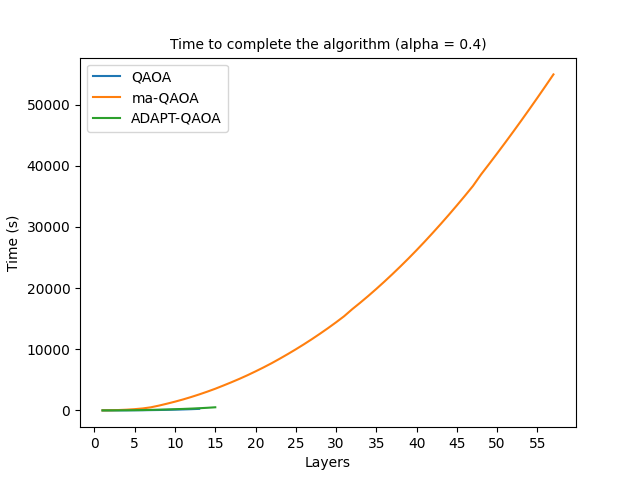 Time to complete the algorithm (alpha = 0.4)
QAOA
ma-QAOA
ADAPT-QAOA
Time (s)
50000
40000
30000
20000
10000
0
0 5 10 15 20 25 30 35 40 45 50 55
Layers